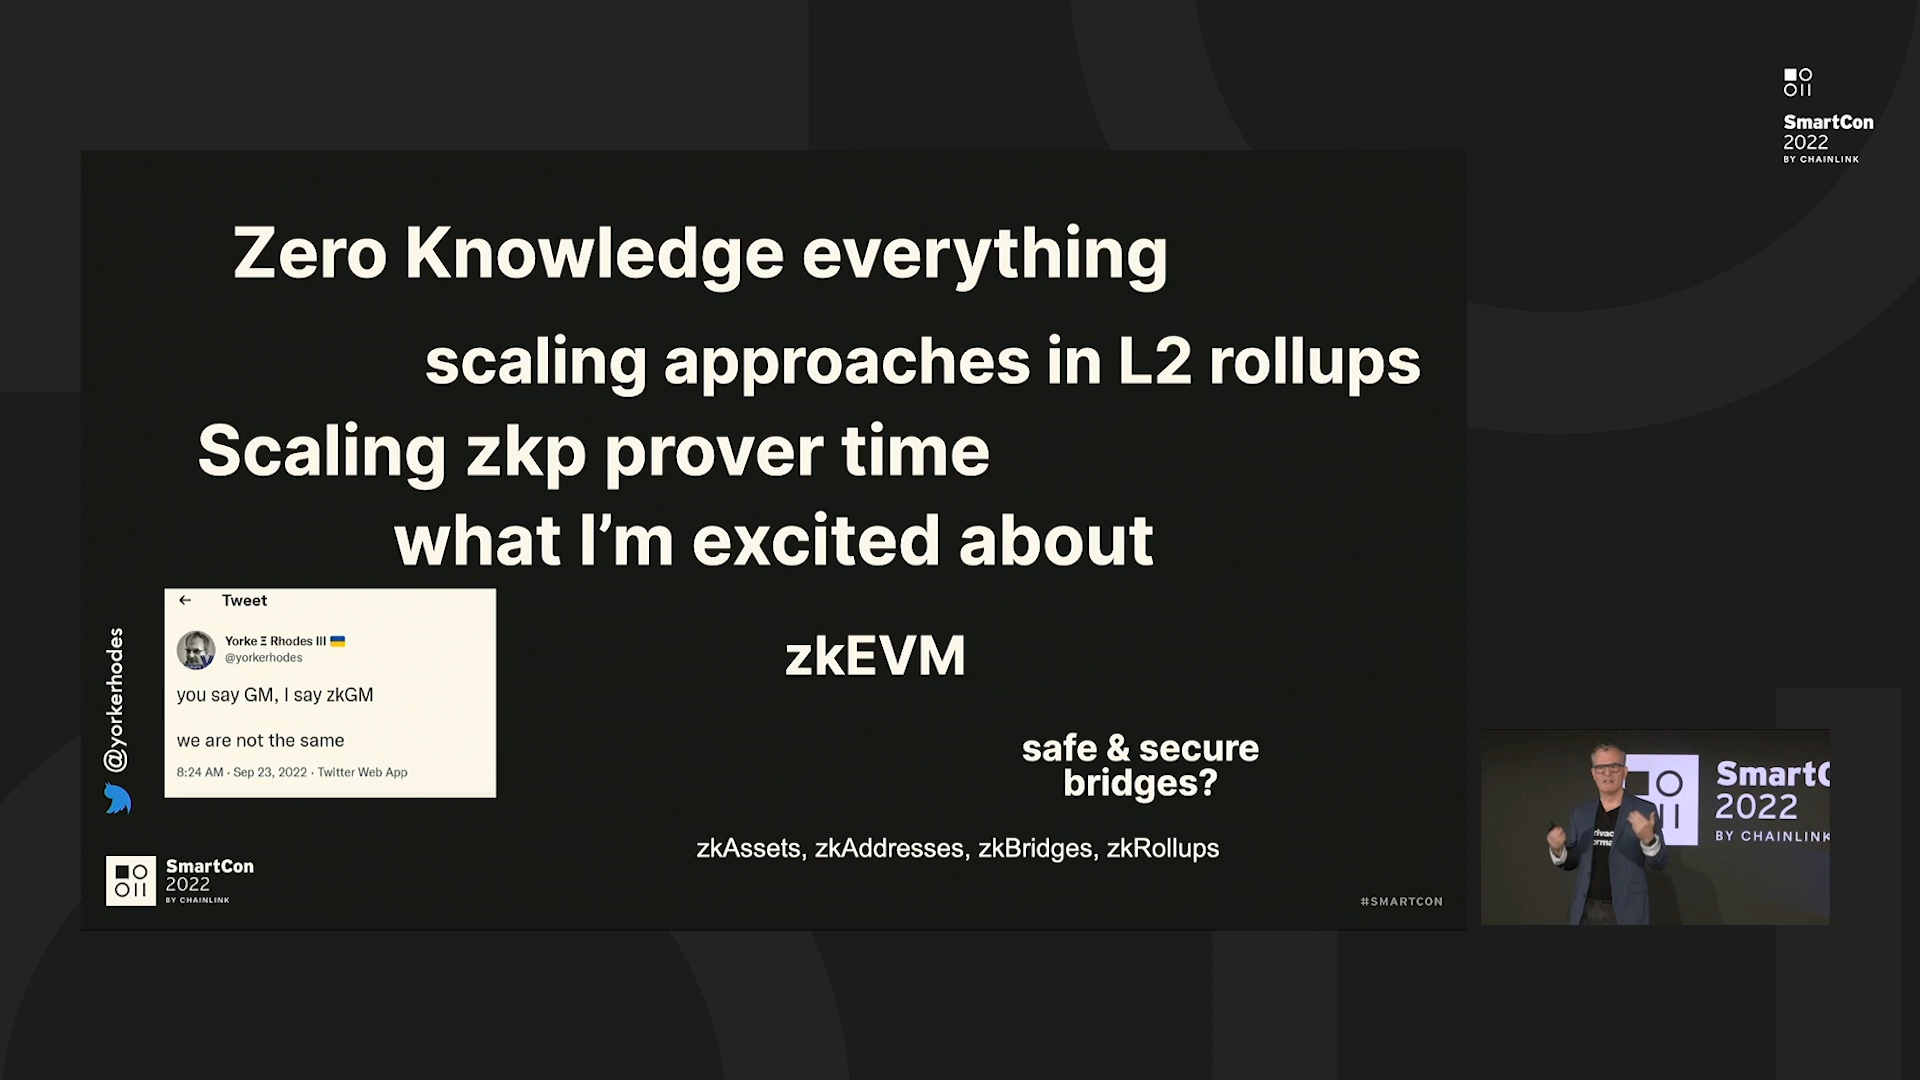 SmartCon
2022
BY CHAINLINK
Zero Knowledge everything
scaling approaches in L2 rollups
Scaling zkp prover time
what I’m excited about
Tweet
Yorke Ξ Rhodes III
@yorkerhodes
you say GM, I say zkGM
we are not the same
8:24 AM · Sep 23, 2022 · Twitter Web App
@yorkerhodes
zkEVM
safe & secure
bridges?
zkAssets, zkAddresses, zkBridges, zkRollups
SmartCon
2022
BY CHAINLINK
#SMARTCON
2022
BY CHAINLINK